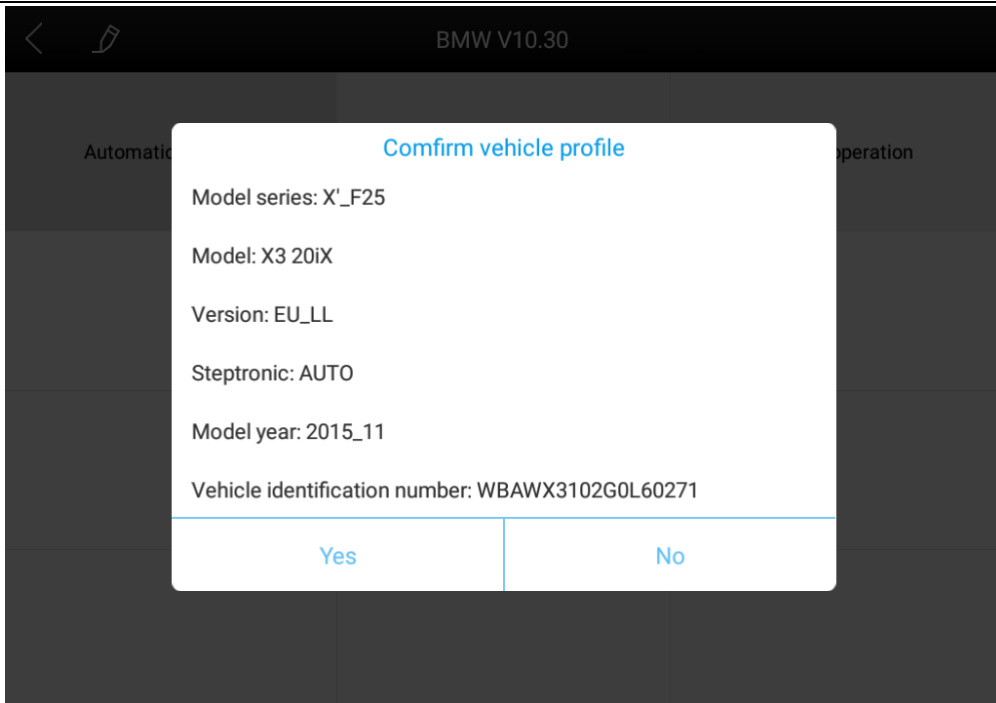 BMW V10.30
Automatic
Comfirm vehicle profile
operation
Model series: X'_F25
Model: X3 20iX
Version: EU_LL
Steptronic: AUTO
Model year: 2015_11
Vehicle identification number: WBAWX3102G0L60271
Yes
No